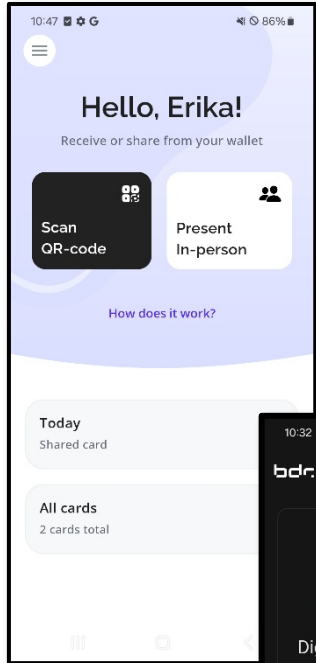 10:47 G 86%
Hello, Erika!
Receive or share from your wallet
Scan
QR-code
Present
In-person
How does it work?
Today
Shared card
All cards
2 cards total
10:32
bdr.